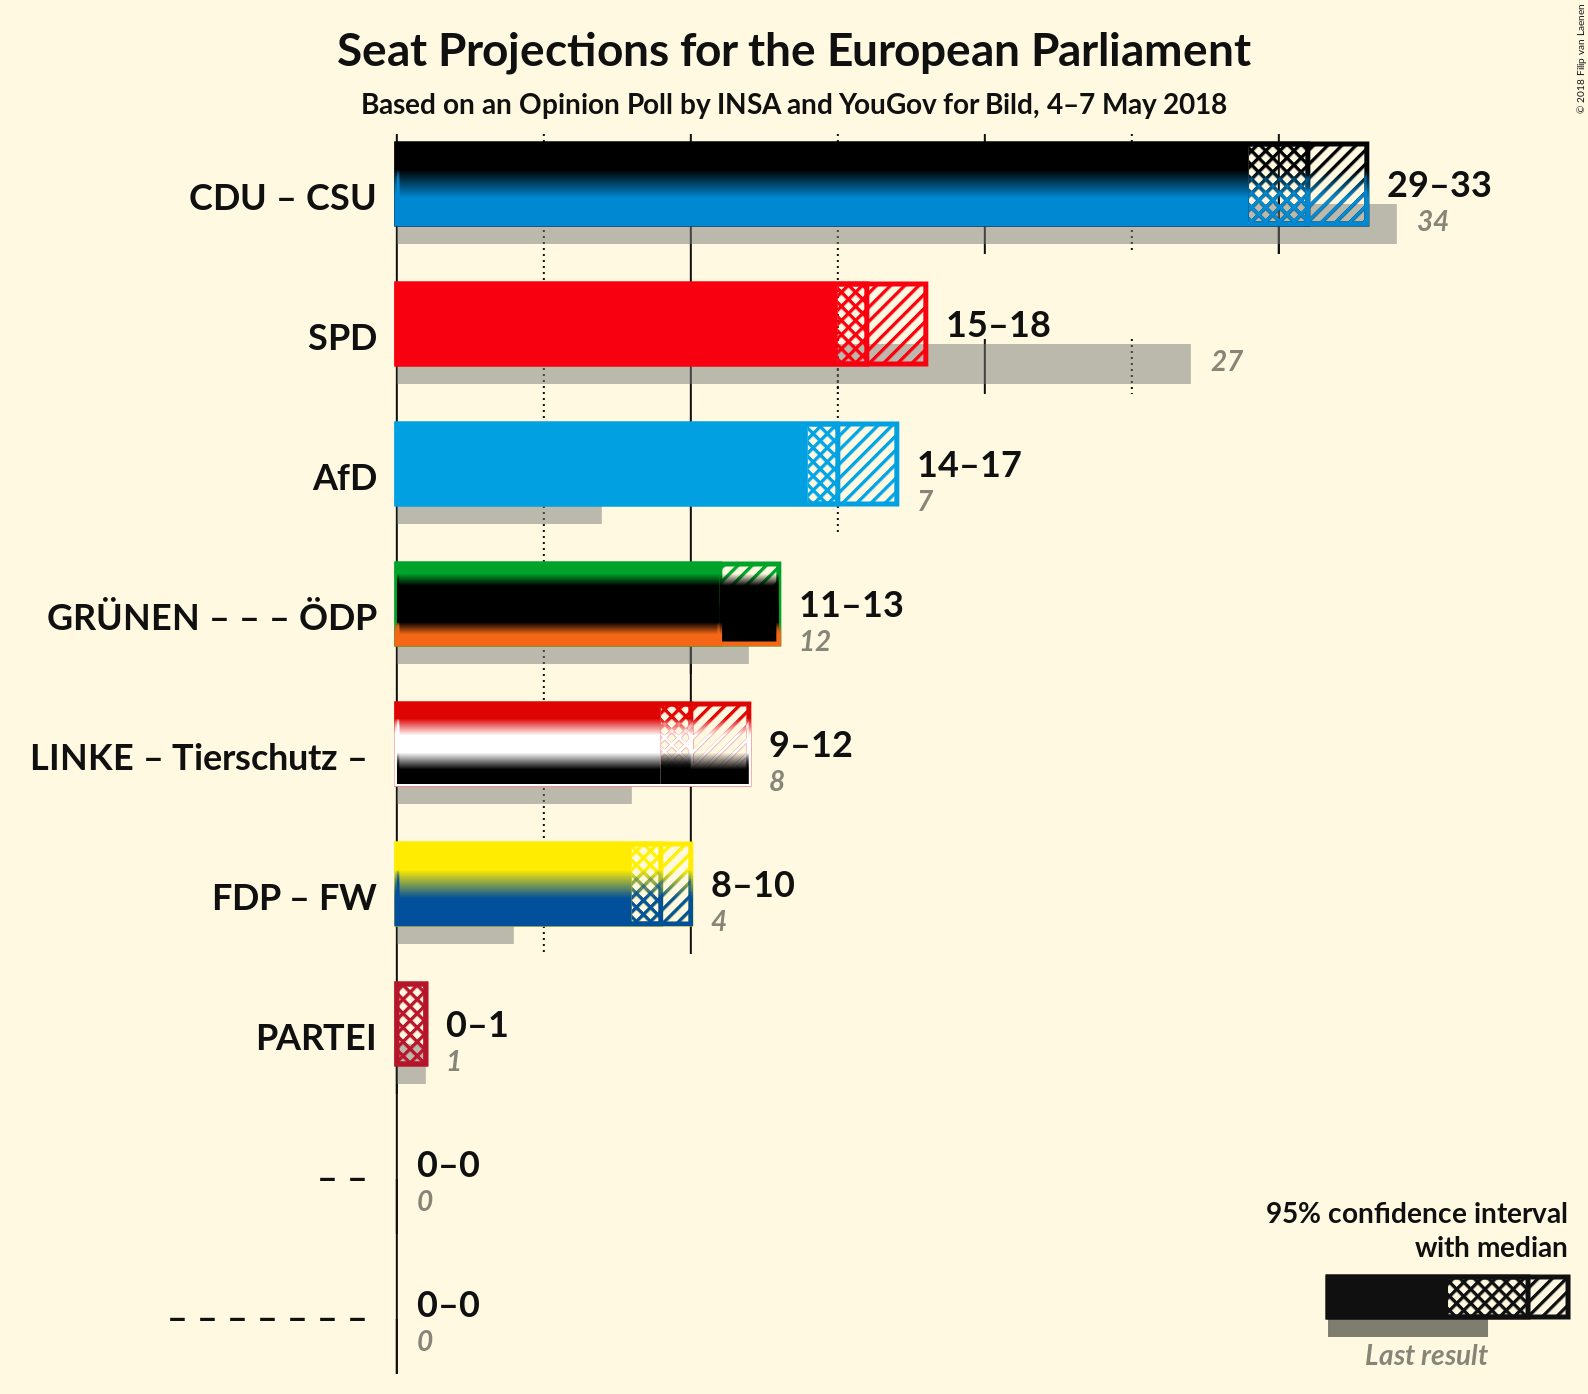 Seat Projections for the European Parliament
Based on an Opinion Poll by INSA and YouGov for Bild, 4–7 May 2018
© 2018 Filip van Laenen
CDU – CSU
29–33
34
SPD
15–18
27
AfD
14–17
7
GRÜNEN – – – ÖDP
11–13
12
LINKE – Tierschutz –
9–12
8
FDP – FW
8–10
4
PARTEI
0–1
1
– –
0–0
0
– – – – – – –
0–0
0
95% confidence interval
with median
Last result